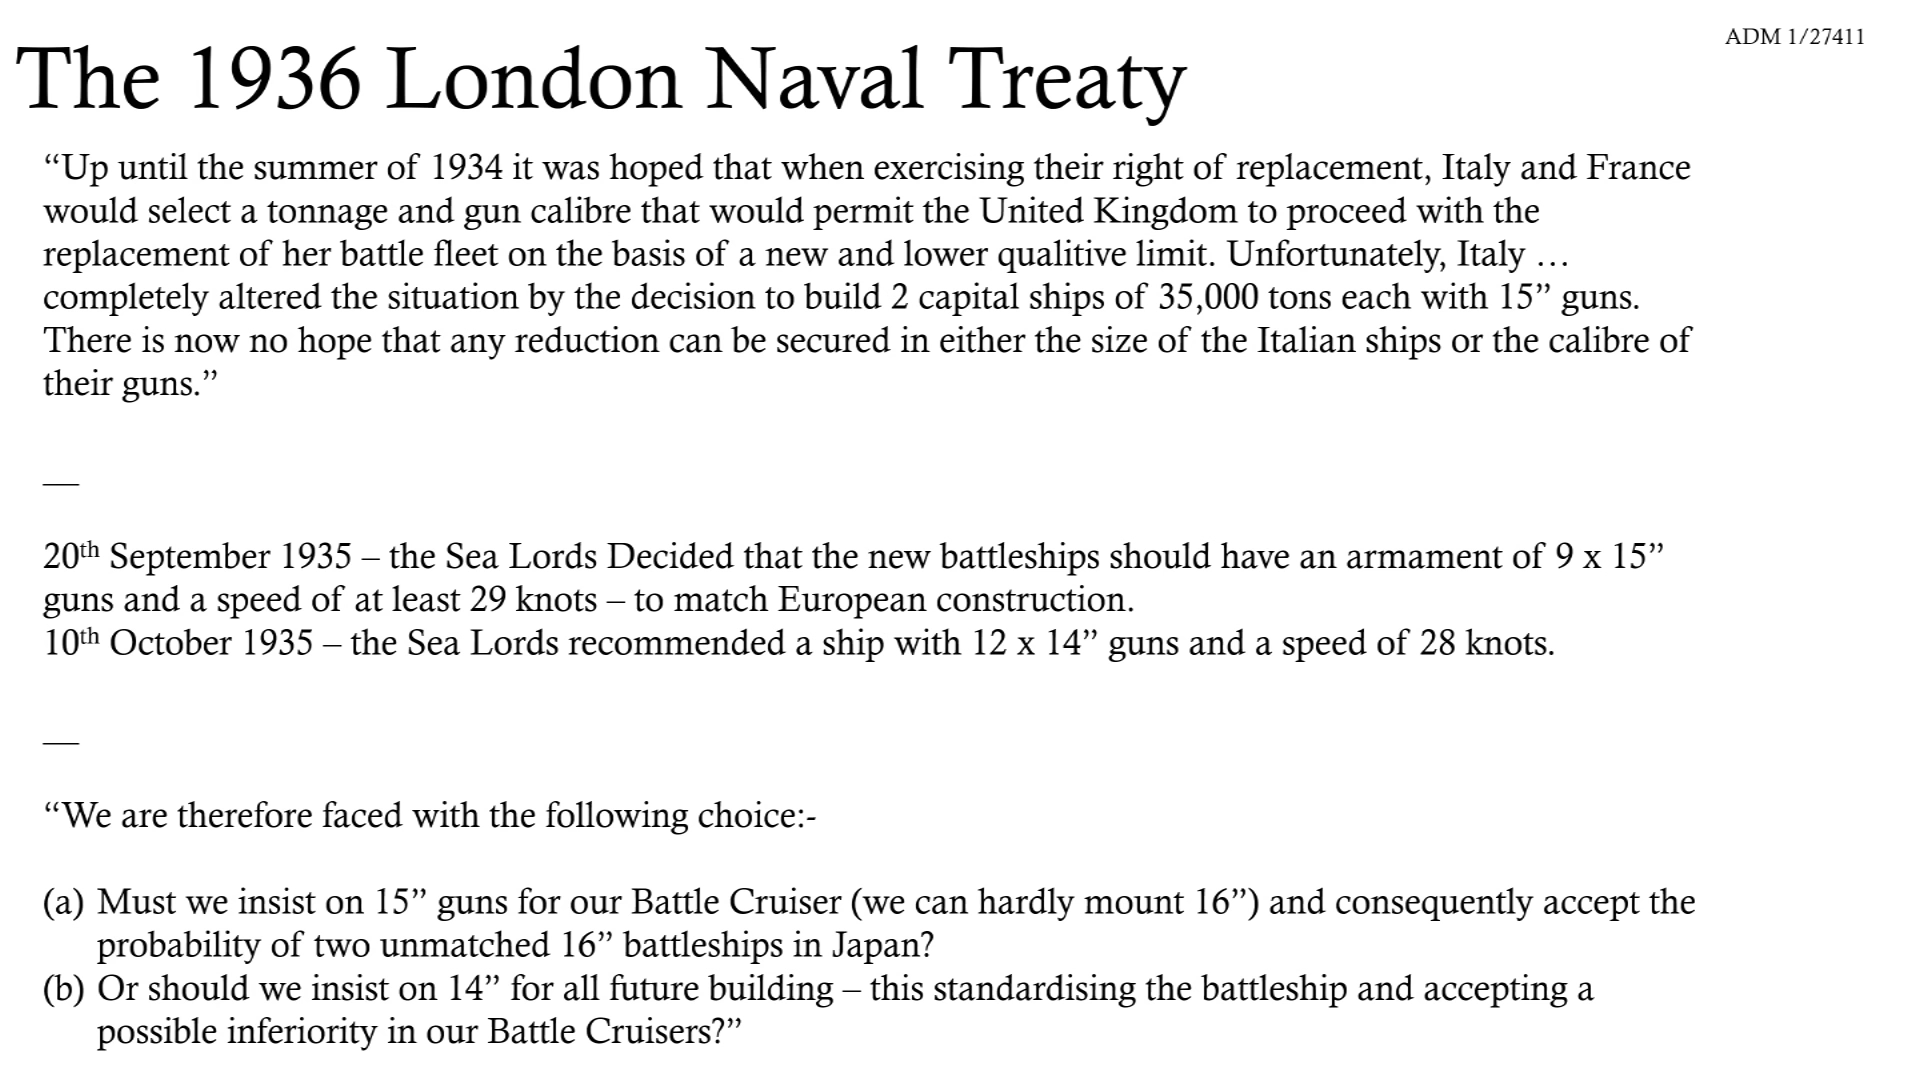 ADM 1/27411
The 1936 London Naval Treaty
“Up until the summer of 1934 it was hoped that when exercising their right of replacement, Italy and France
would select a tonnage and gun calibre that would permit the United Kingdom to proceed with the
replacement of her battle fleet on the basis of a new and lower qualitive limit. Unfortunately, Italy …
completely altered the situation by the decision to build 2 capital ships of 35,000 tons each with 15” guns.
There is now no hope that any reduction can be secured in either the size of the Italian ships or the calibre of
their guns.”
—
20th September 1935 – the Sea Lords Decided that the new battleships should have an armament of 9 x 15”
guns and a speed of at least 29 knots – to match European construction.
10th October 1935 – the Sea Lords recommended a ship with 12 x 14” guns and a speed of 28 knots.
—
“We are therefore faced with the following choice:-
(a) Must we insist on 15” guns for our Battle Cruiser (we can hardly mount 16”) and consequently accept the
probability of two unmatched 16” battleships in Japan?
(b) Or should we insist on 14” for all future building – this standardising the battleship and accepting a
possible inferiority in our Battle Cruisers?”